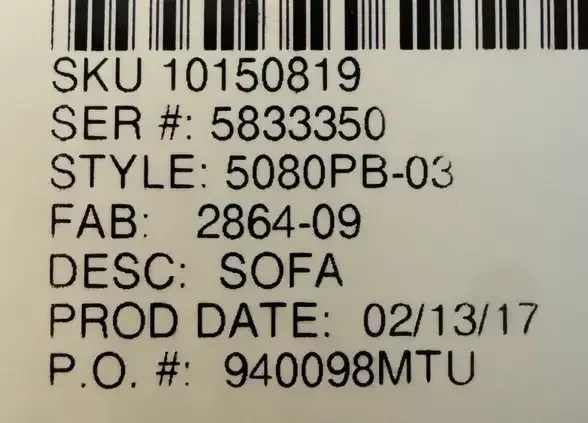 SKU 10150819
SER #: 5833350
STYLE: 5080PB-03
FAB: 2864-09
DESC: SOFA
PROD DATE: 02/13/17
P.O. #: 940098MTU